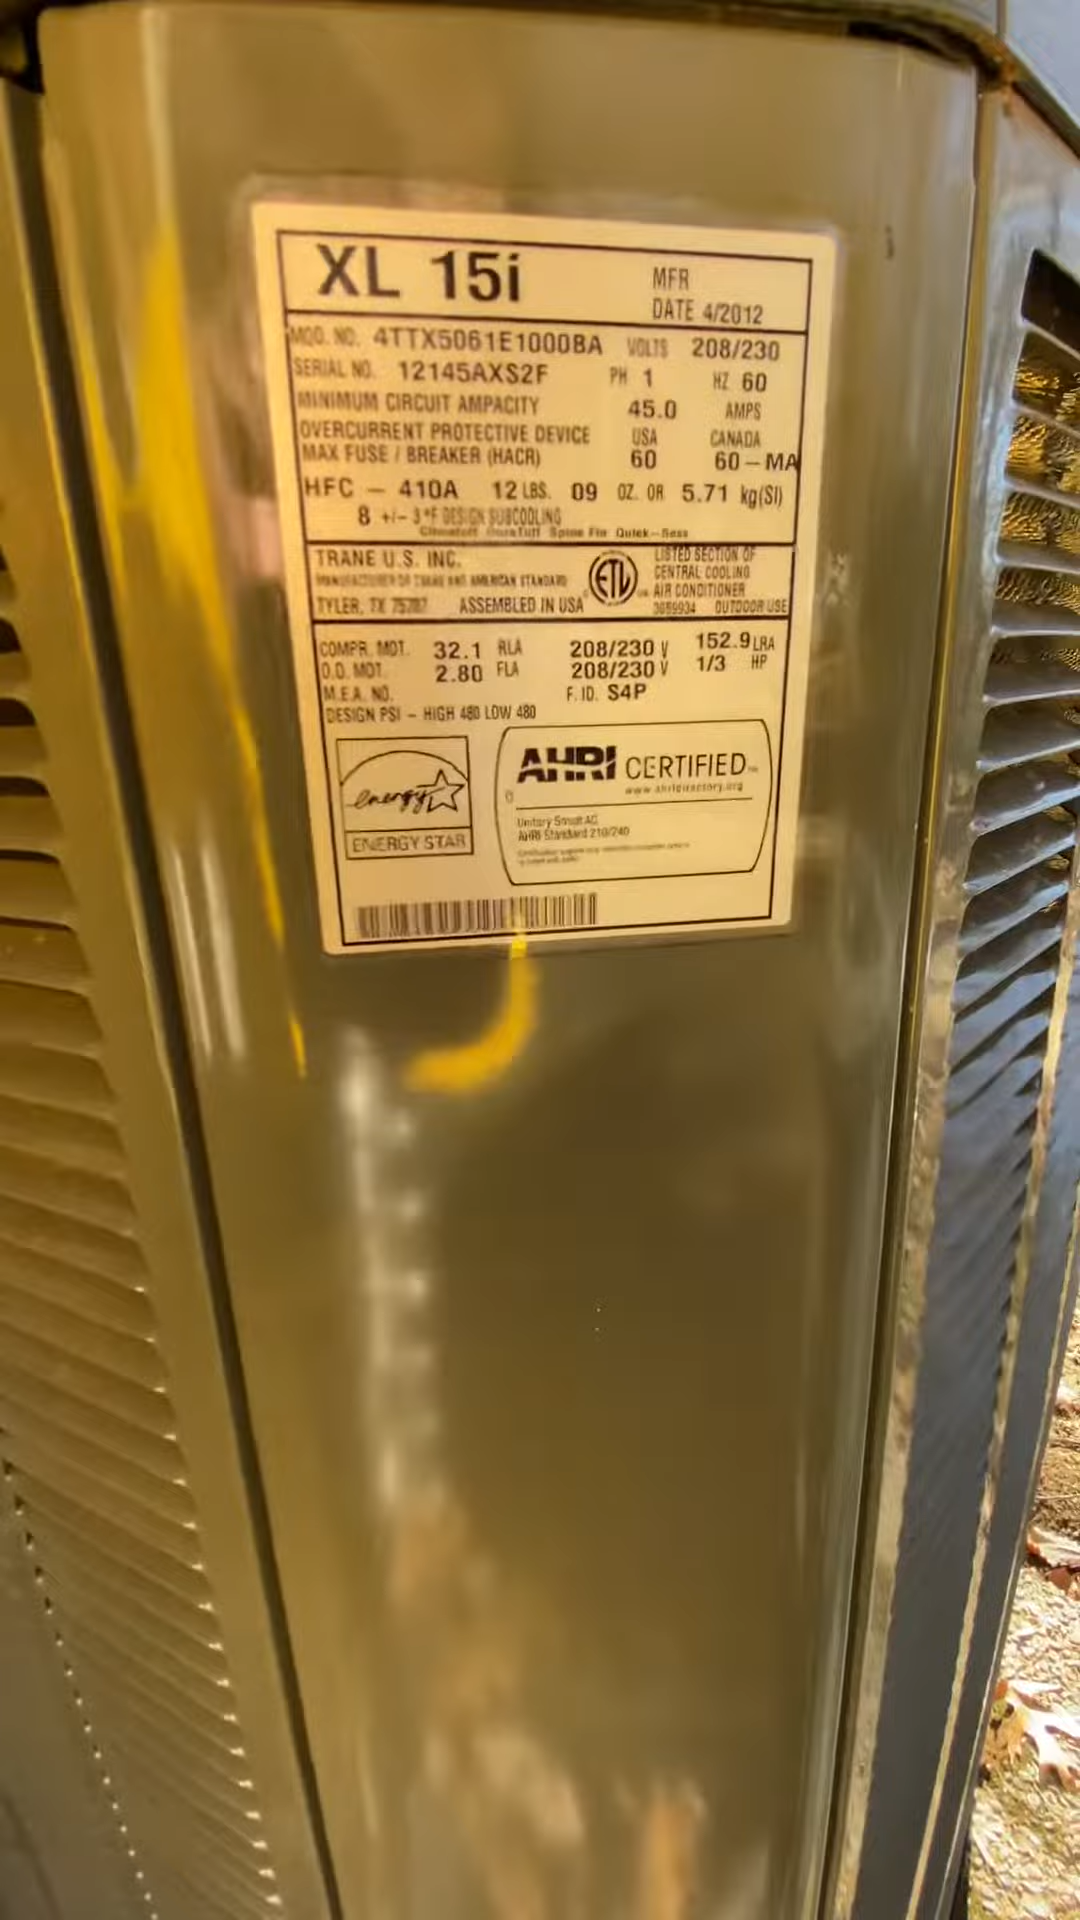 XL 15i
MFR
DATE 4/2012
MOD. NO. 4TTX5061E1000BA VOLTS 208/230
SERIAL NO. 12145AXS2F PH 1 HZ 60
MINIMUM CIRCUIT AMPACITY 45.0 AMPS
OVERCURRENT PROTECTIVE DEVICE USA CANADA
MAX FUSE / BREAKER (HACR) 60 60-MA
HFC - 410A 12 LBS. 09 OZ. OR 5.71 kg(SI)
8 +/- 3 °F DESIGN SUBCOOLING
Climatuff DuraTuff Spine Fin Quick-Sess
TRANE U.S. INC.
MANUFACTURER OF TRANE AND AMERICAN STANDARD
TYLER, TX 75707 ASSEMBLED IN USA
ETL
LISTED SECTION OF
CENTRAL COOLING
AIR CONDITIONER
3059934 OUTDOOR USE
COMPR. MOT. 32.1 RLA 208/230 V 152.9 LRA
O.D. MOT. 2.80 FLA 208/230 V 1/3 HP
M.E.A. NO. F. ID. S4P
DESIGN PSI - HIGH 480 LOW 480
energy
ENERGY STAR
AHRI CERTIFIED™
www.ahridirectory.org
Unitary Small AC
AHRI Standard 210/240